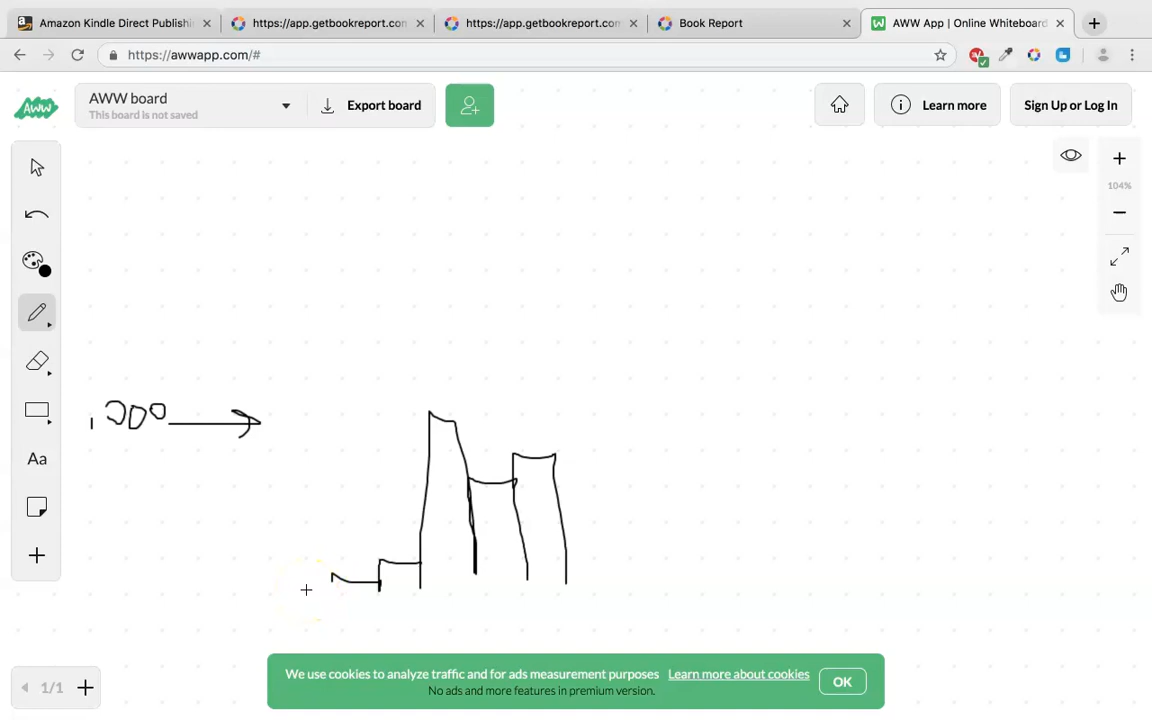 Amazon Kindle Direct Publishi
https://app.getbookreport.com
https://app.getbookreport.com
Book Report
AWW App | Online Whiteboard
https://awwapp.com/#
AWW
AWW board
This board is not saved
Export board
Learn more
Sign Up or Log In
104%
,000
Aa
1/1
We use cookies to analyze traffic and for ads measurement purposes Learn more about cookies
No ads and more features in premium version.
OK